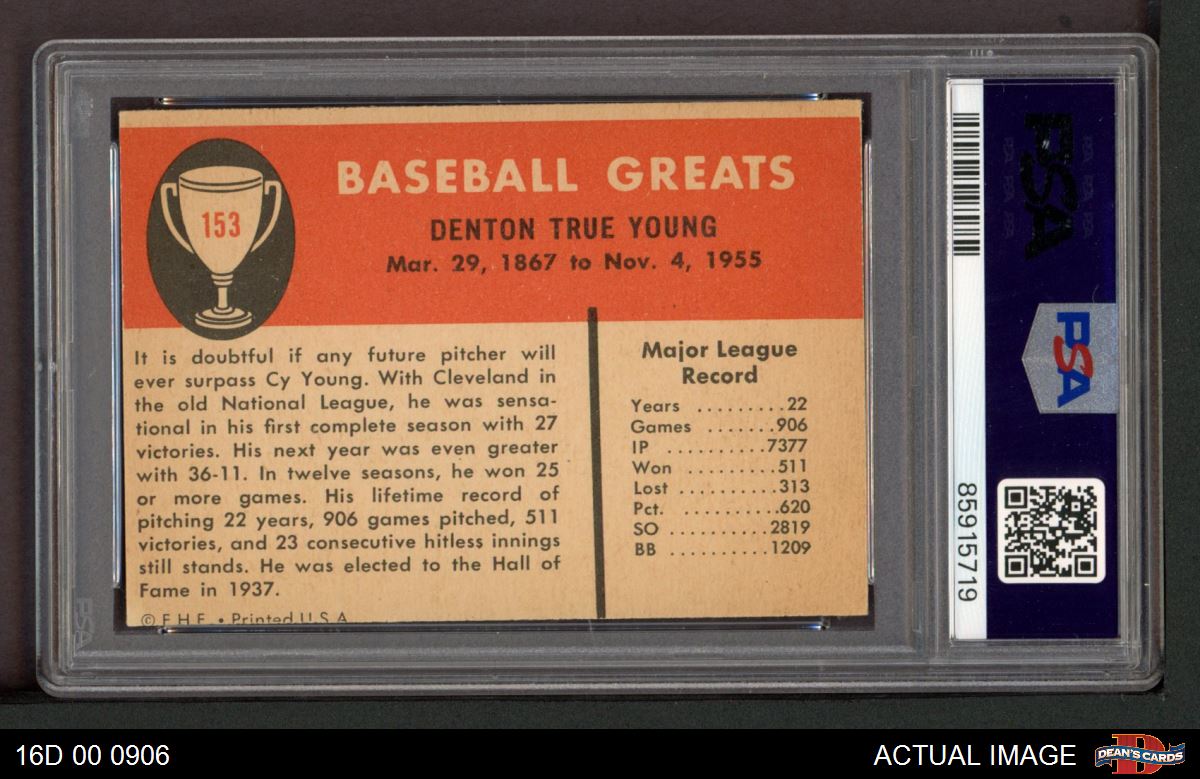 BASEBALL GREATS
153
DENTON TRUE YOUNG
Mar. 29, 1867 to Nov. 4, 1955
It is doubtful if any future pitcher will
ever surpass Cy Young. With Cleveland in
the old National League, he was sensa-
tional in his first complete season with 27
victories. His next year was even greater
with 36-11. In twelve seasons, he won 25
or more games. His lifetime record of
pitching 22 years, 906 games pitched, 511
victories, and 23 consecutive hitless innings
still stands. He was elected to the Hall of
Fame in 1937.
© F.H.F. • Printed U.S.A.
Major League
Record
Years .........22
Games .......906
IP ..........7377
Won ...........511
Lost ..........313
Pct. ...........620
SO ..........2819
BB ..........1209
PSA
PSA
85915719
PSA
16D 00 0906
ACTUAL IMAGE
DEAN'S CARDS